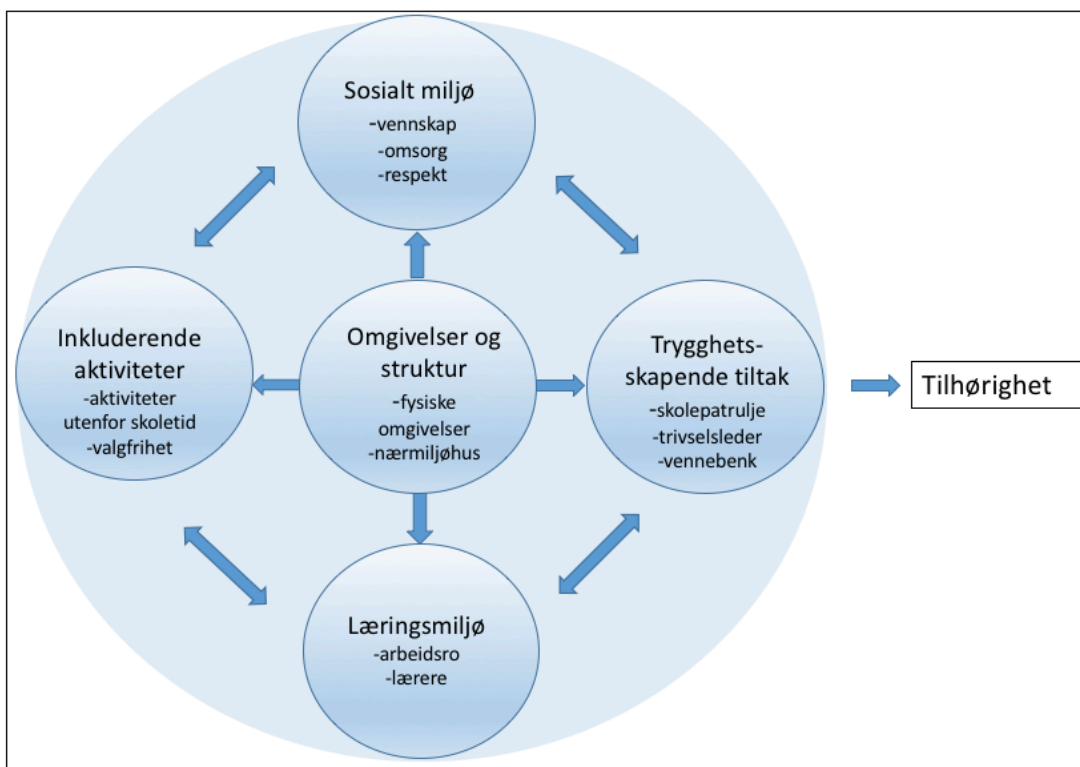 Sosialt miljø
-vennskap
-omsorg
-respekt
Inkluderende
aktiviteter
-aktiviteter
utenfor skoletid
-valgfrihet
Omgivelser og
struktur
-fysiske
omgivelser
-nærmiljøhus
Trygghets-
skapende tiltak
-skolepatrulje
-trivselsleder
-vennebenk
Tilhørighet
Læringsmiljø
-arbeidsro
-lærere